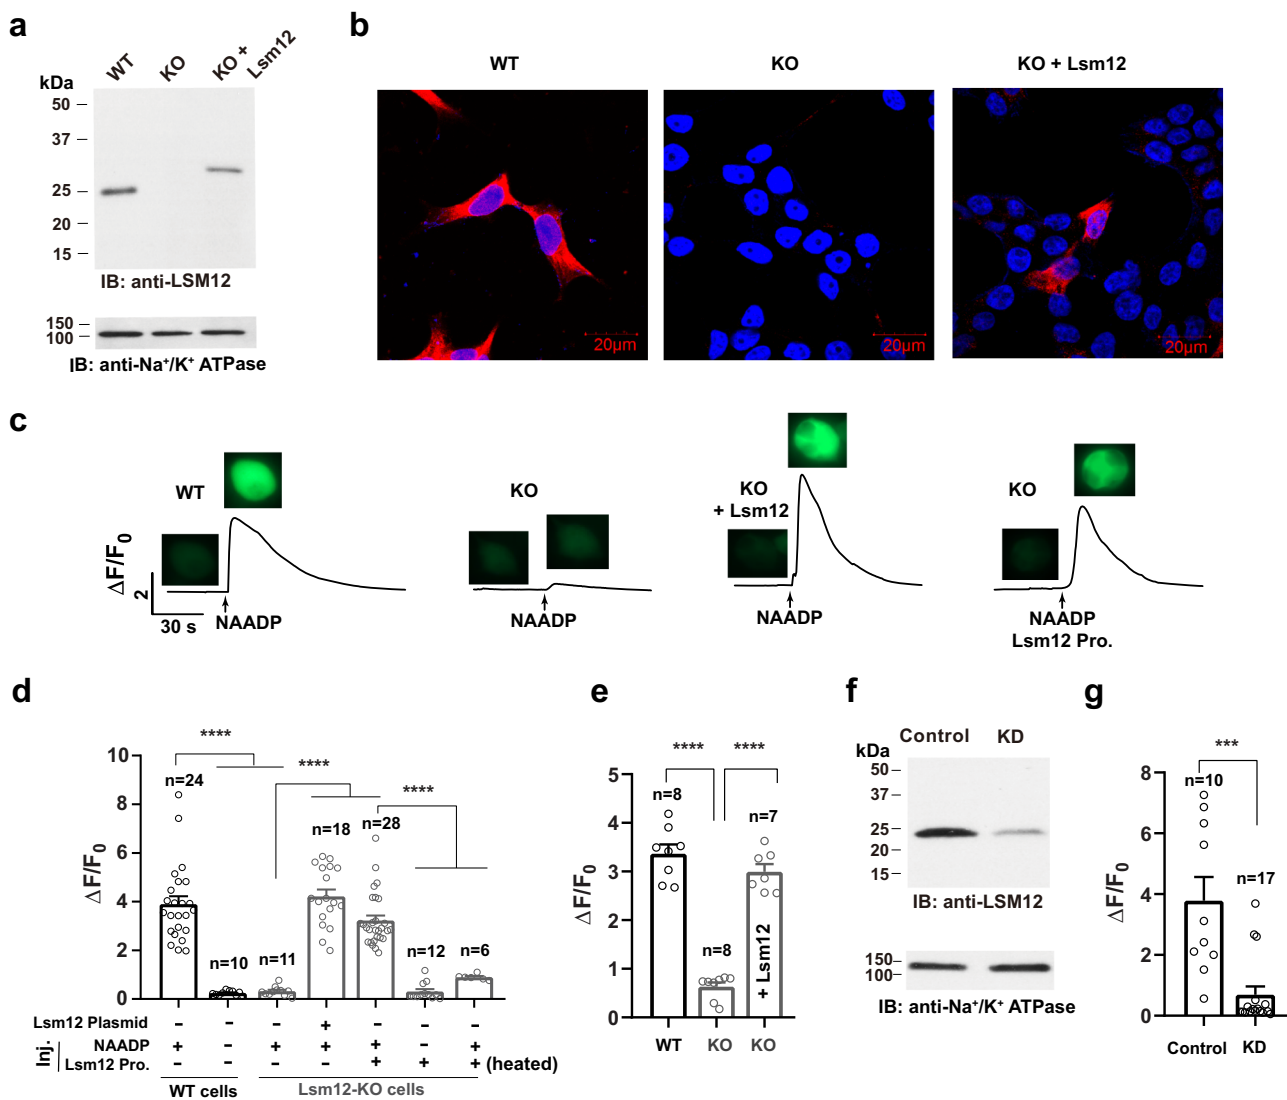 a
WT
KO
KO +
Lsm12
kDa
50
37
25
20
15
IB: anti-LSM12
150
100
IB: anti-Na⁺/K⁺ ATPase
b
WT
KO
KO + Lsm12
20μm
20μm
20μm
c
WT
KO
KO
+ Lsm12
KO
ΔF/F₀
2
30 s
NAADP
NAADP
NAADP
NAADP
Lsm12 Pro.
d
ΔF/F₀
10
8
6
4
2
0
****
****
****
n=24
n=10
n=11
n=18
n=28
n=12
n=6
Lsm12 Plasmid – – – + – – –
Inj. NAADP + – + + + – +
Lsm12 Pro. – – – – + + + (heated)
WT cells
Lsm12-KO cells
e
ΔF/F₀
5
4
3
2
1
0
****
****
n=8
n=8
n=7
+ Lsm12
WT
KO
KO
f
Control
KD
kDa
50
37
25
20
15
IB: anti-LSM12
150
100
IB: anti-Na⁺/K⁺ ATPase
g
ΔF/F₀
8
6
4
2
0
***
n=10
n=17
Control
KD